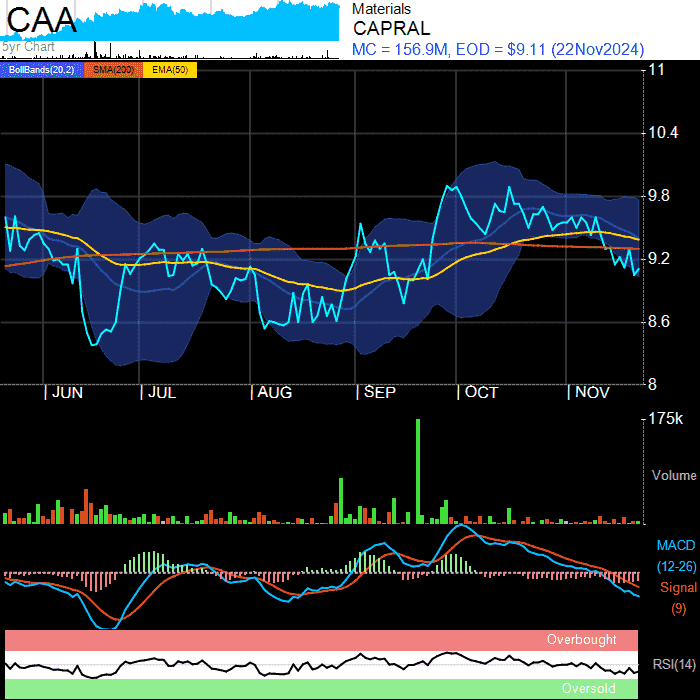 CAA
5yr Chart
Materials
CAPRAL
MC = 156.9M, EOD = $9.11 (22Nov2024)
BollBands(20,2) SMA(200) EMA(50)
11
10.4
9.8
9.2
8.6
8
JUN JUL AUG SEP OCT NOV
175k
Volume
MACD
(12-26)
Signal
(9)
Overbought
RSI(14)
Oversold